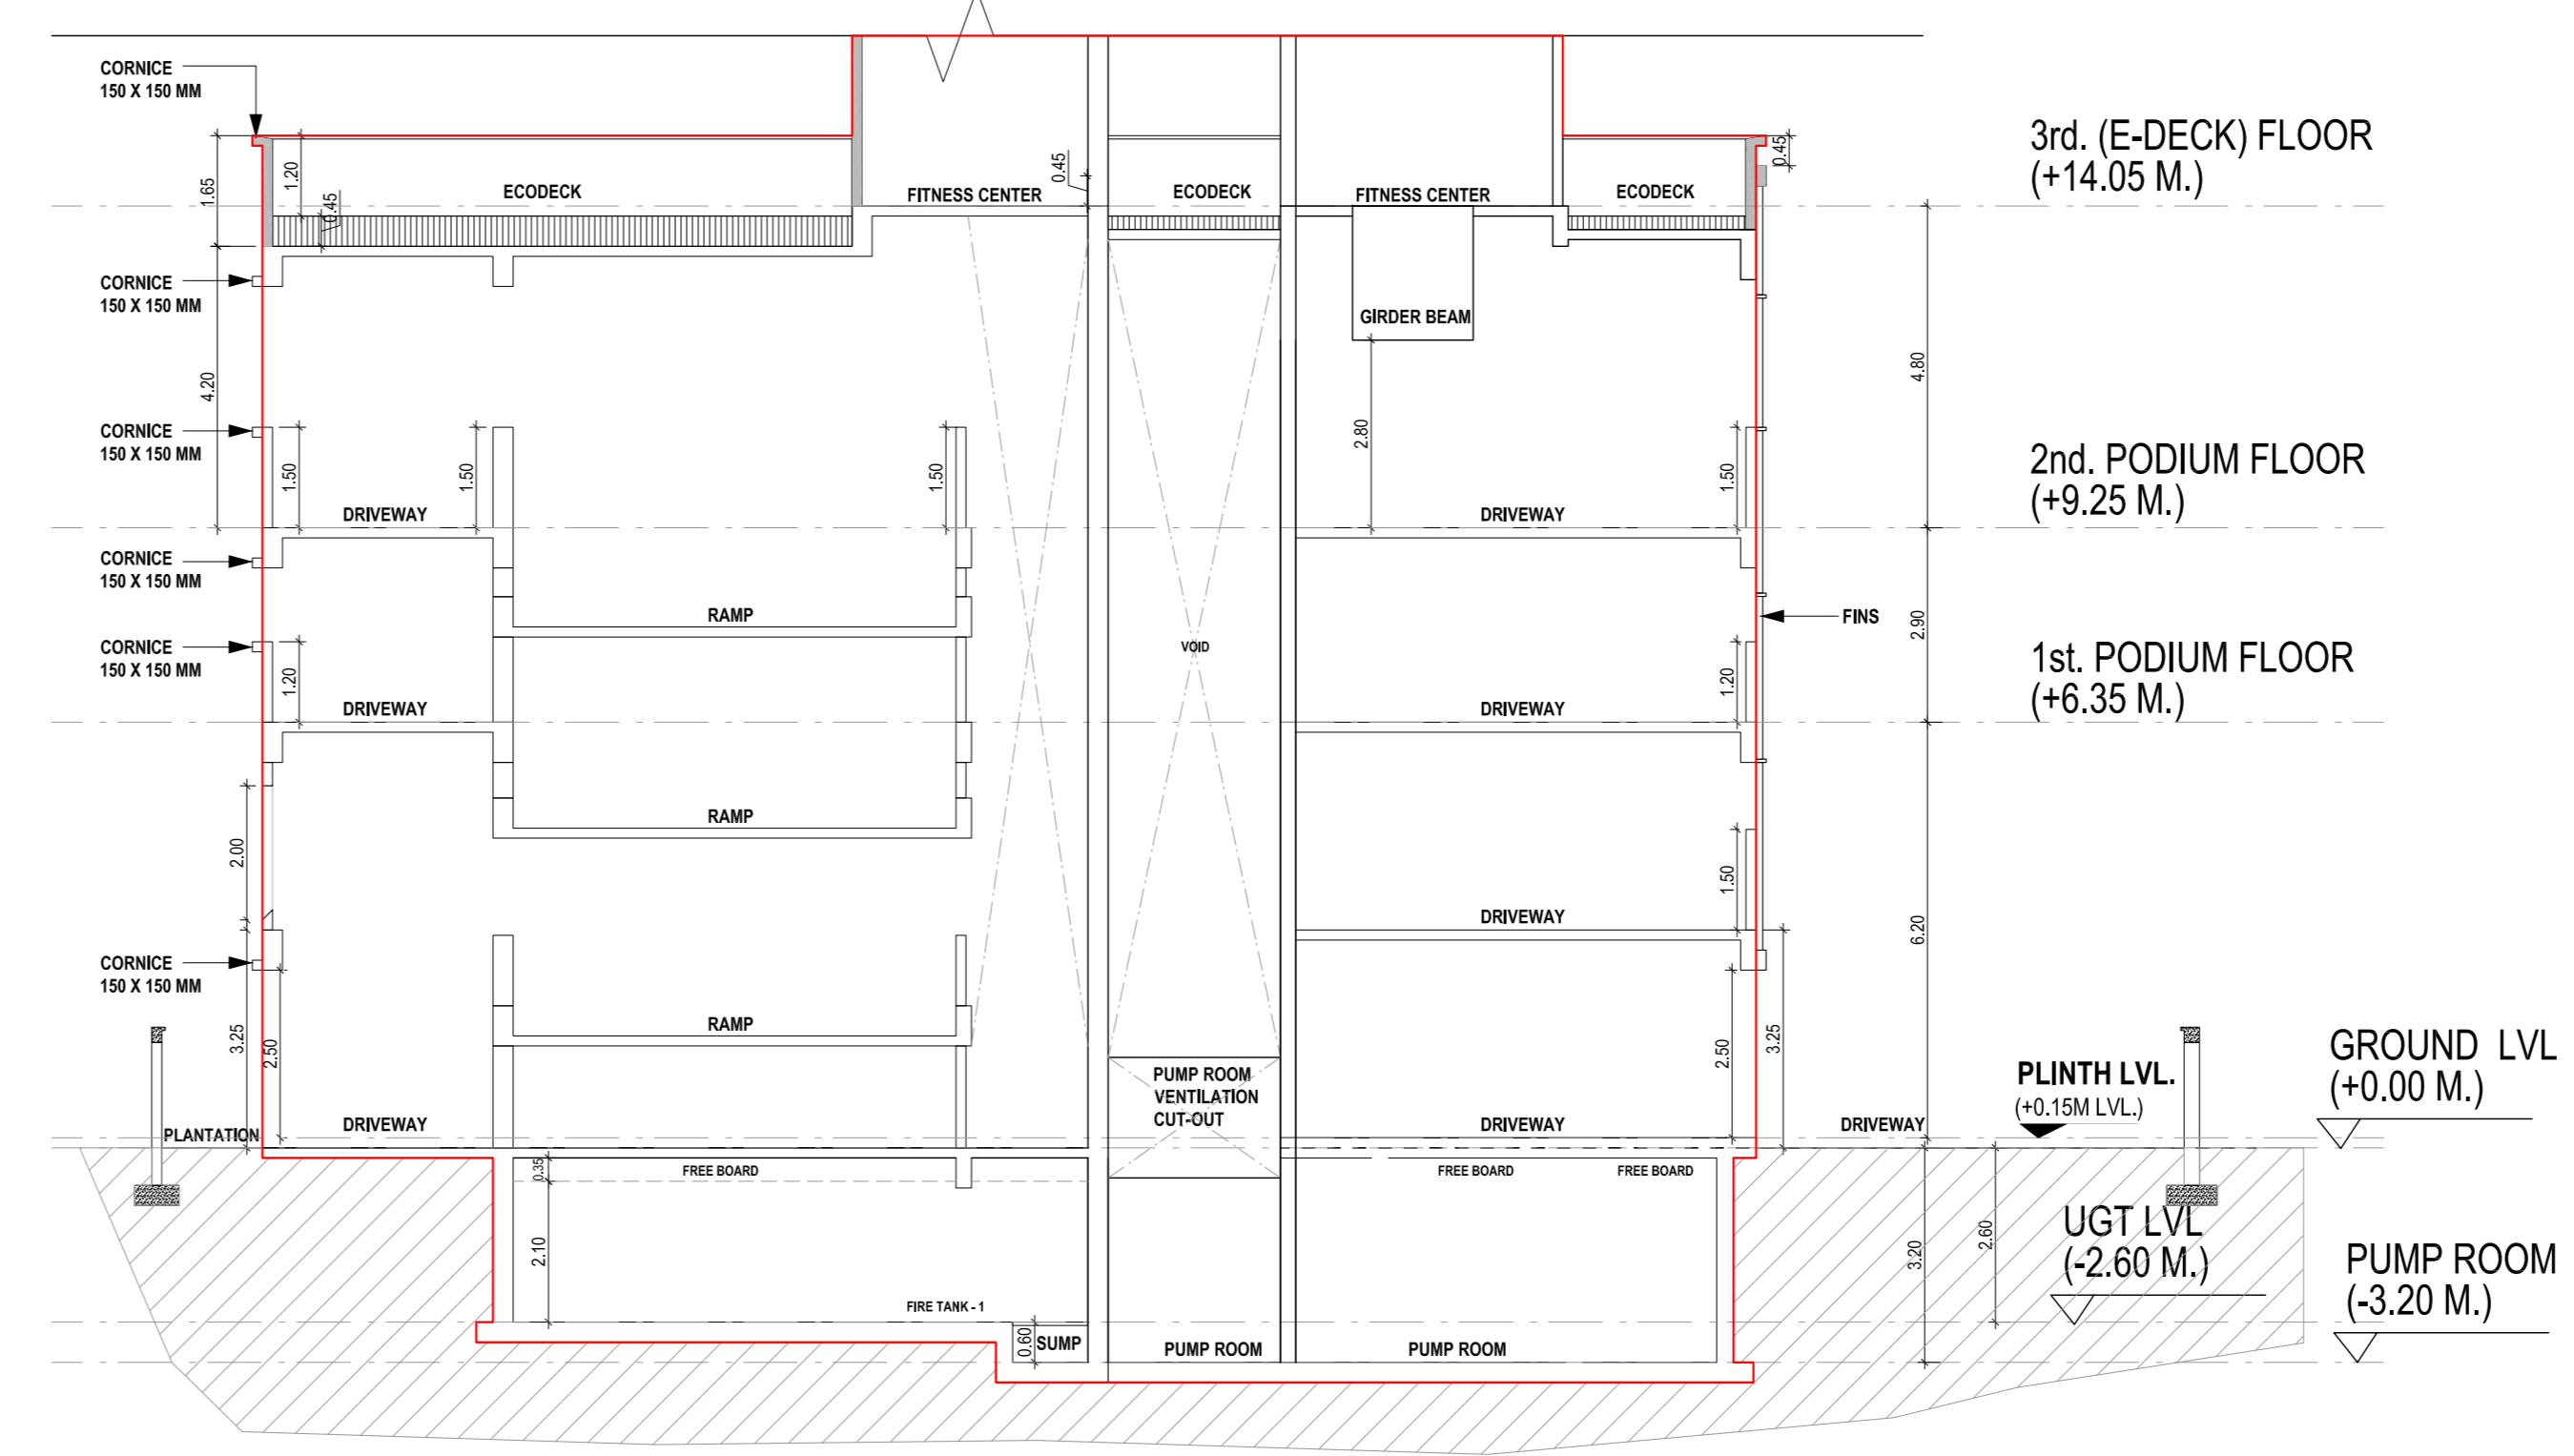 CORNICE
150 X 150 MM
3rd. (E-DECK) FLOOR
(+14.05 M.)
0.45
1.20
0.45
1.65
0.45
ECODECK
FITNESS CENTER
ECODECK
FITNESS CENTER
ECODECK
CORNICE
150 X 150 MM
GIRDER BEAM
4.20
4.80
CORNICE
150 X 150 MM
2.80
1.50
1.50
1.50
1.50
2nd. PODIUM FLOOR
(+9.25 M.)
DRIVEWAY
DRIVEWAY
CORNICE
150 X 150 MM
RAMP
FINS
2.90
CORNICE
150 X 150 MM
VOID
1.20
1.20
1st. PODIUM FLOOR
(+6.35 M.)
DRIVEWAY
DRIVEWAY
RAMP
2.00
1.50
DRIVEWAY
6.20
CORNICE
150 X 150 MM
RAMP
3.25
2.50
2.50
3.25
PUMP ROOM
VENTILATION
CUT-OUT
PLINTH LVL.
(+0.15M LVL.)
GROUND LVL
(+0.00 M.)
PLANTATION
DRIVEWAY
DRIVEWAY
DRIVEWAY
0.35
FREE BOARD
FREE BOARD
FREE BOARD
2.10
3.20
2.60
UGT LVL
(-2.60 M.)
PUMP ROOM
(-3.20 M.)
FIRE TANK - 1
0.60
SUMP
PUMP ROOM
PUMP ROOM